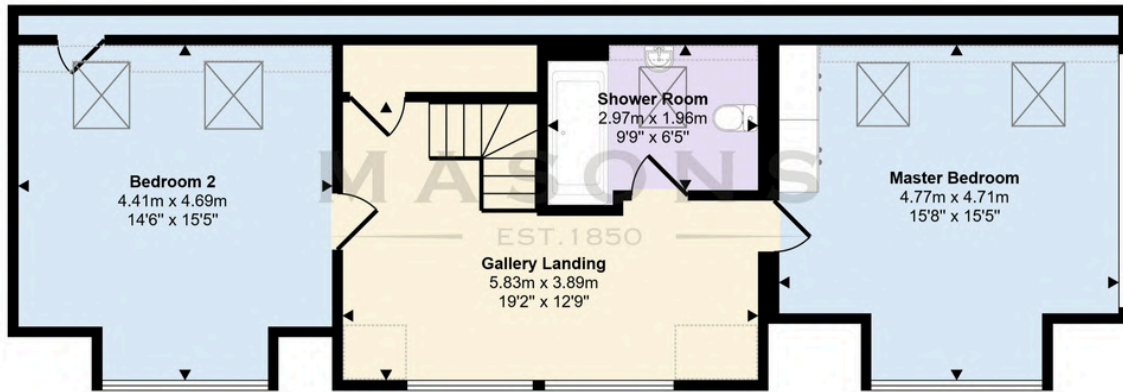 Shower Room
2.97m x 1.96m
9'9" x 6'5"
MASONS
EST.1850
Bedroom 2
4.41m x 4.69m
14'6" x 15'5"
Master Bedroom
4.77m x 4.71m
15'8" x 15'5"
Gallery Landing
5.83m x 3.89m
19'2" x 12'9"